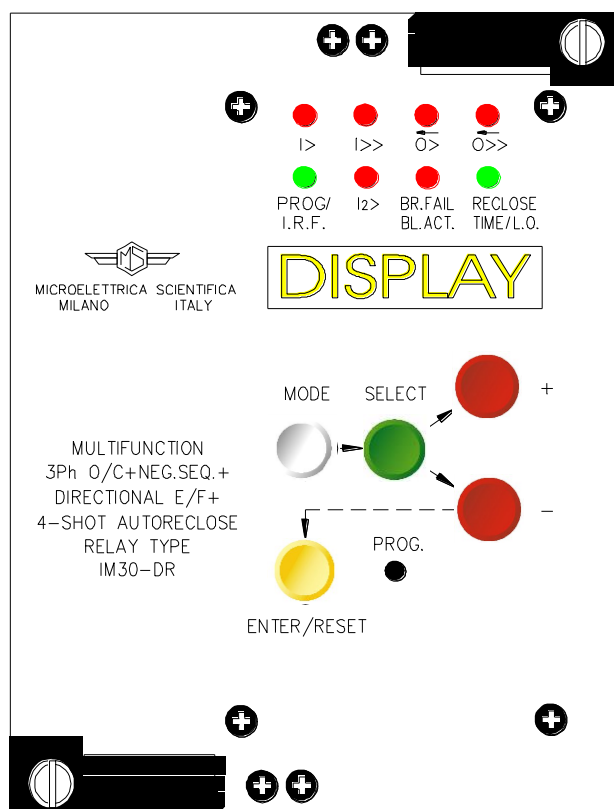 I> I>> O> O>>
PROG/ I2> BR.FAIL RECLOSE
I.R.F. BL.ACT. TIME/L.O.
MS
DISPLAY
MICROELETTRICA SCIENTIFICA
MILANO ITALY
MODE SELECT +
MULTIFUNCTION
3Ph O/C+NEG.SEQ.+
DIRECTIONAL E/F+
4-SHOT AUTORECLOSE
RELAY TYPE
IM30-DR
-
PROG.
ENTER/RESET